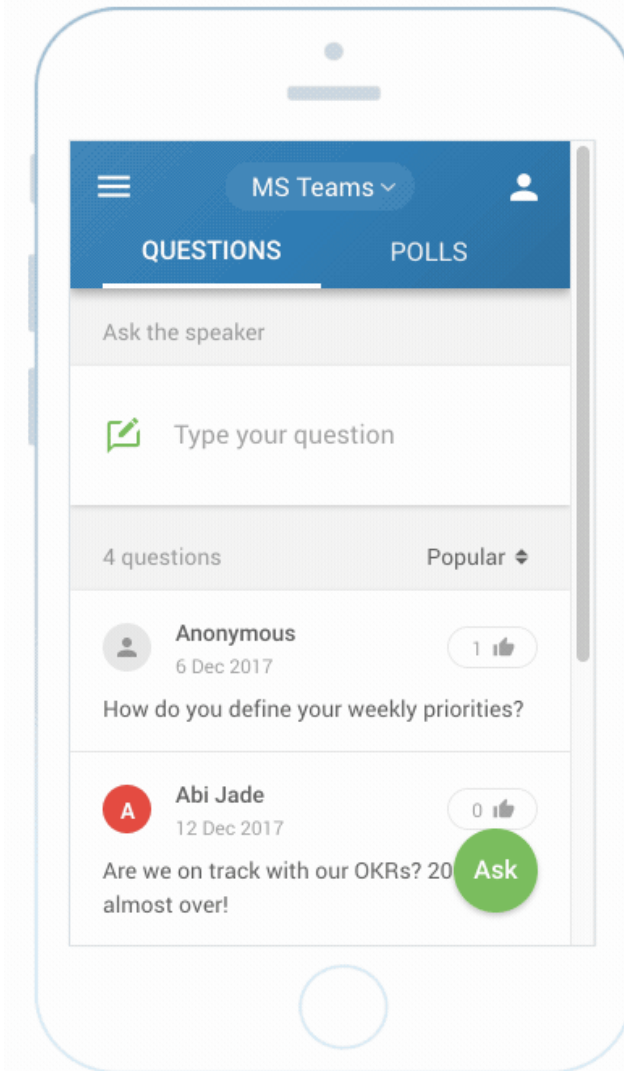 MS Teams
QUESTIONS POLLS
Ask the speaker
Type your question
4 questions Popular
Anonymous 1
6 Dec 2017
How do you define your weekly priorities?
A Abi Jade 0
12 Dec 2017
Are we on track with our OKRs? 20 Ask
almost over!